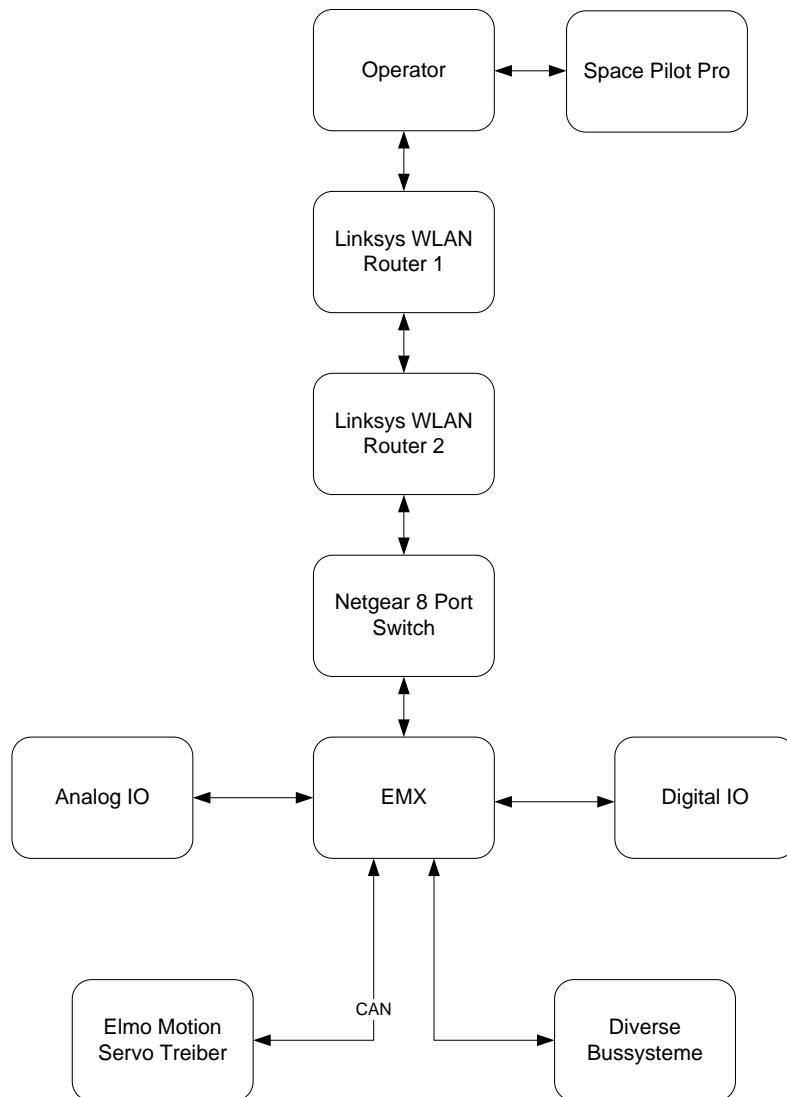 Operator
Space Pilot Pro
Linksys WLAN
Router 1
Linksys WLAN
Router 2
Netgear 8 Port
Switch
Analog IO
EMX
Digital IO
CAN
Elmo Motion
Servo Treiber
Diverse
Bussysteme